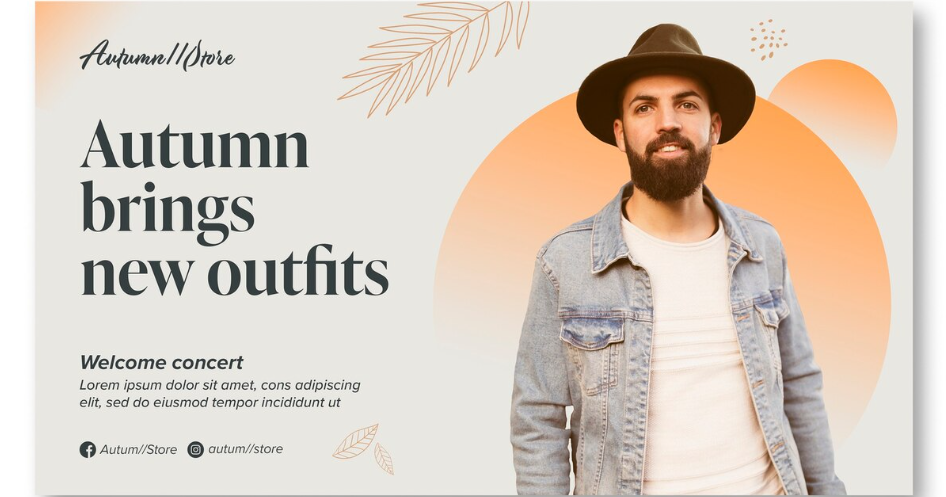 Autumn//Store
Autumn
brings
new outfits
Welcome concert
Lorem ipsum dolor sit amet, cons adipiscing
elit, sed do eiusmod tempor incididunt ut
Autum//Store autum//store